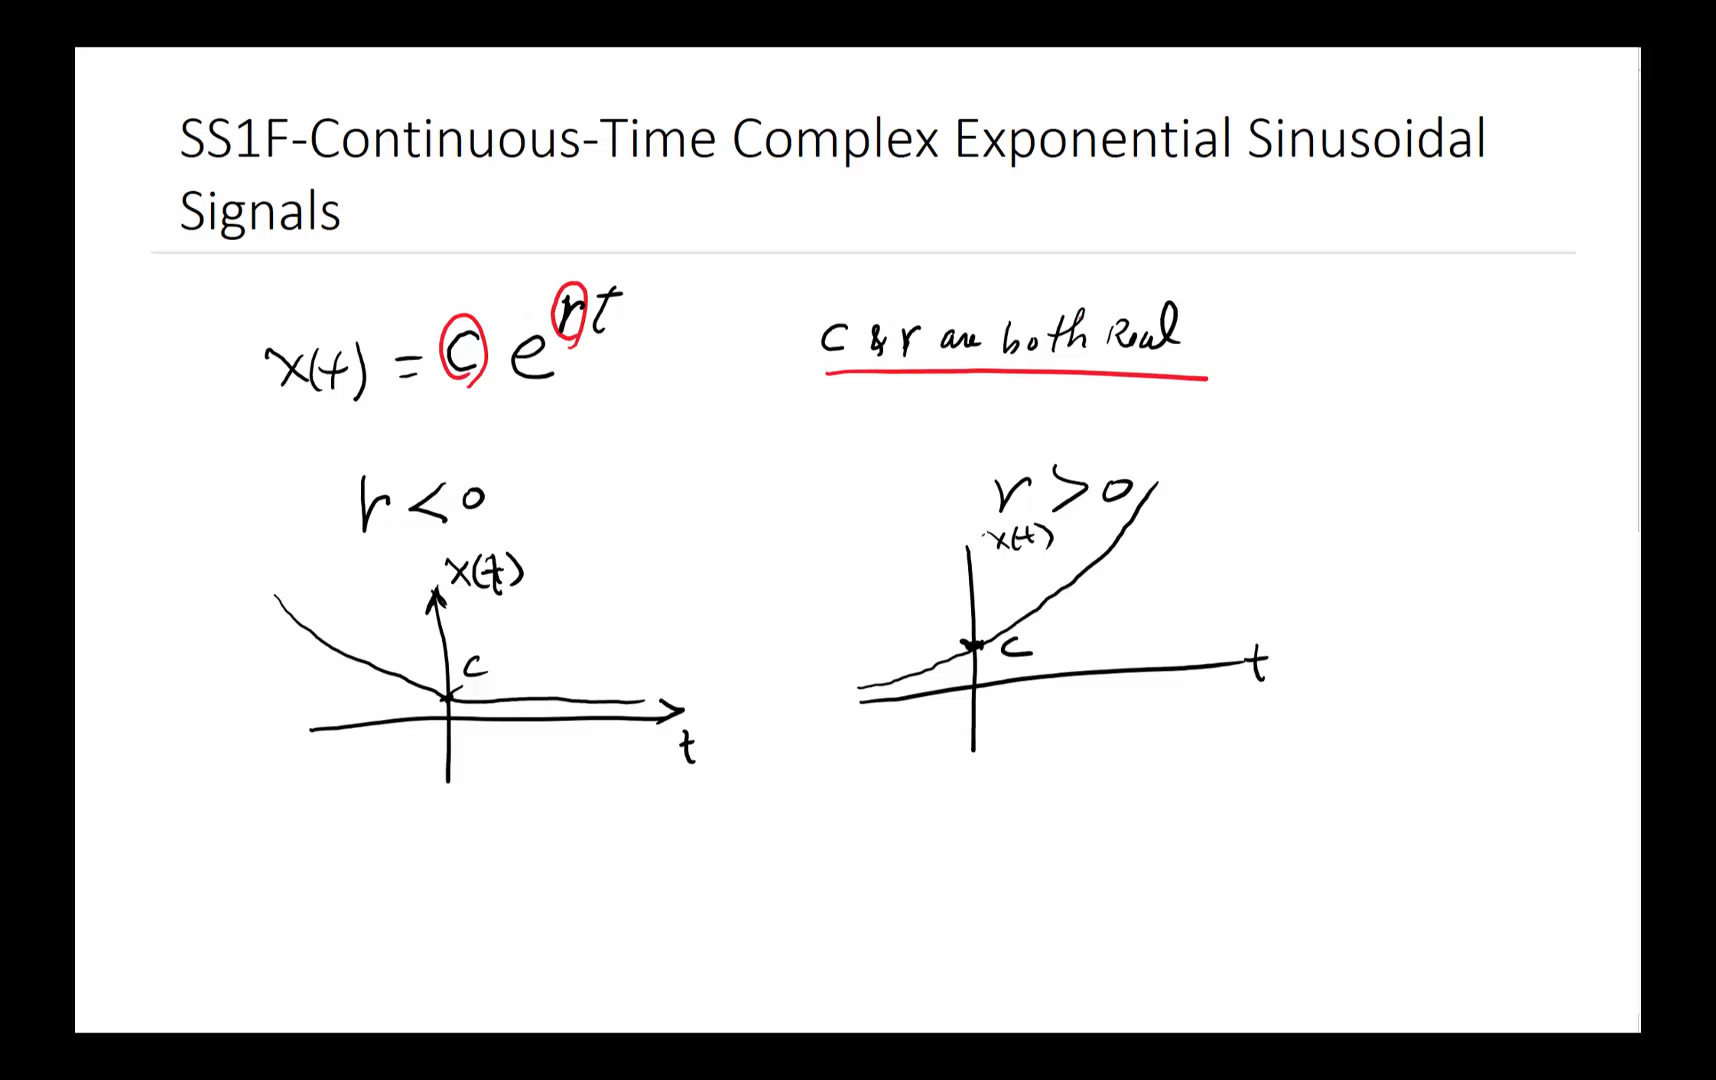 SS1F-Continuous-Time Complex Exponential Sinusoidal
Signals
x(t) = c e^{rt}
c & r are both Real
r < 0
r > 0
x(t)
x(t)
c
c
t
t